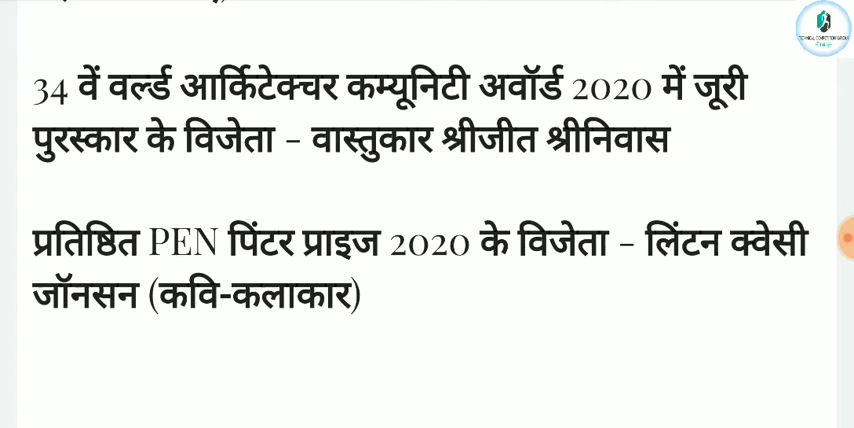 34 वें वर्ल्ड आर्किटेक्चर कम्यूनिटी अवॉर्ड 2020 में जूरी
पुरस्कार के विजेता - वास्तुकार श्रीजीत श्रीनिवास
प्रतिष्ठित PEN पिंटर प्राइज 2020 के विजेता - लिंटन क्वेसी
जॉनसन (कवि-कलाकार)